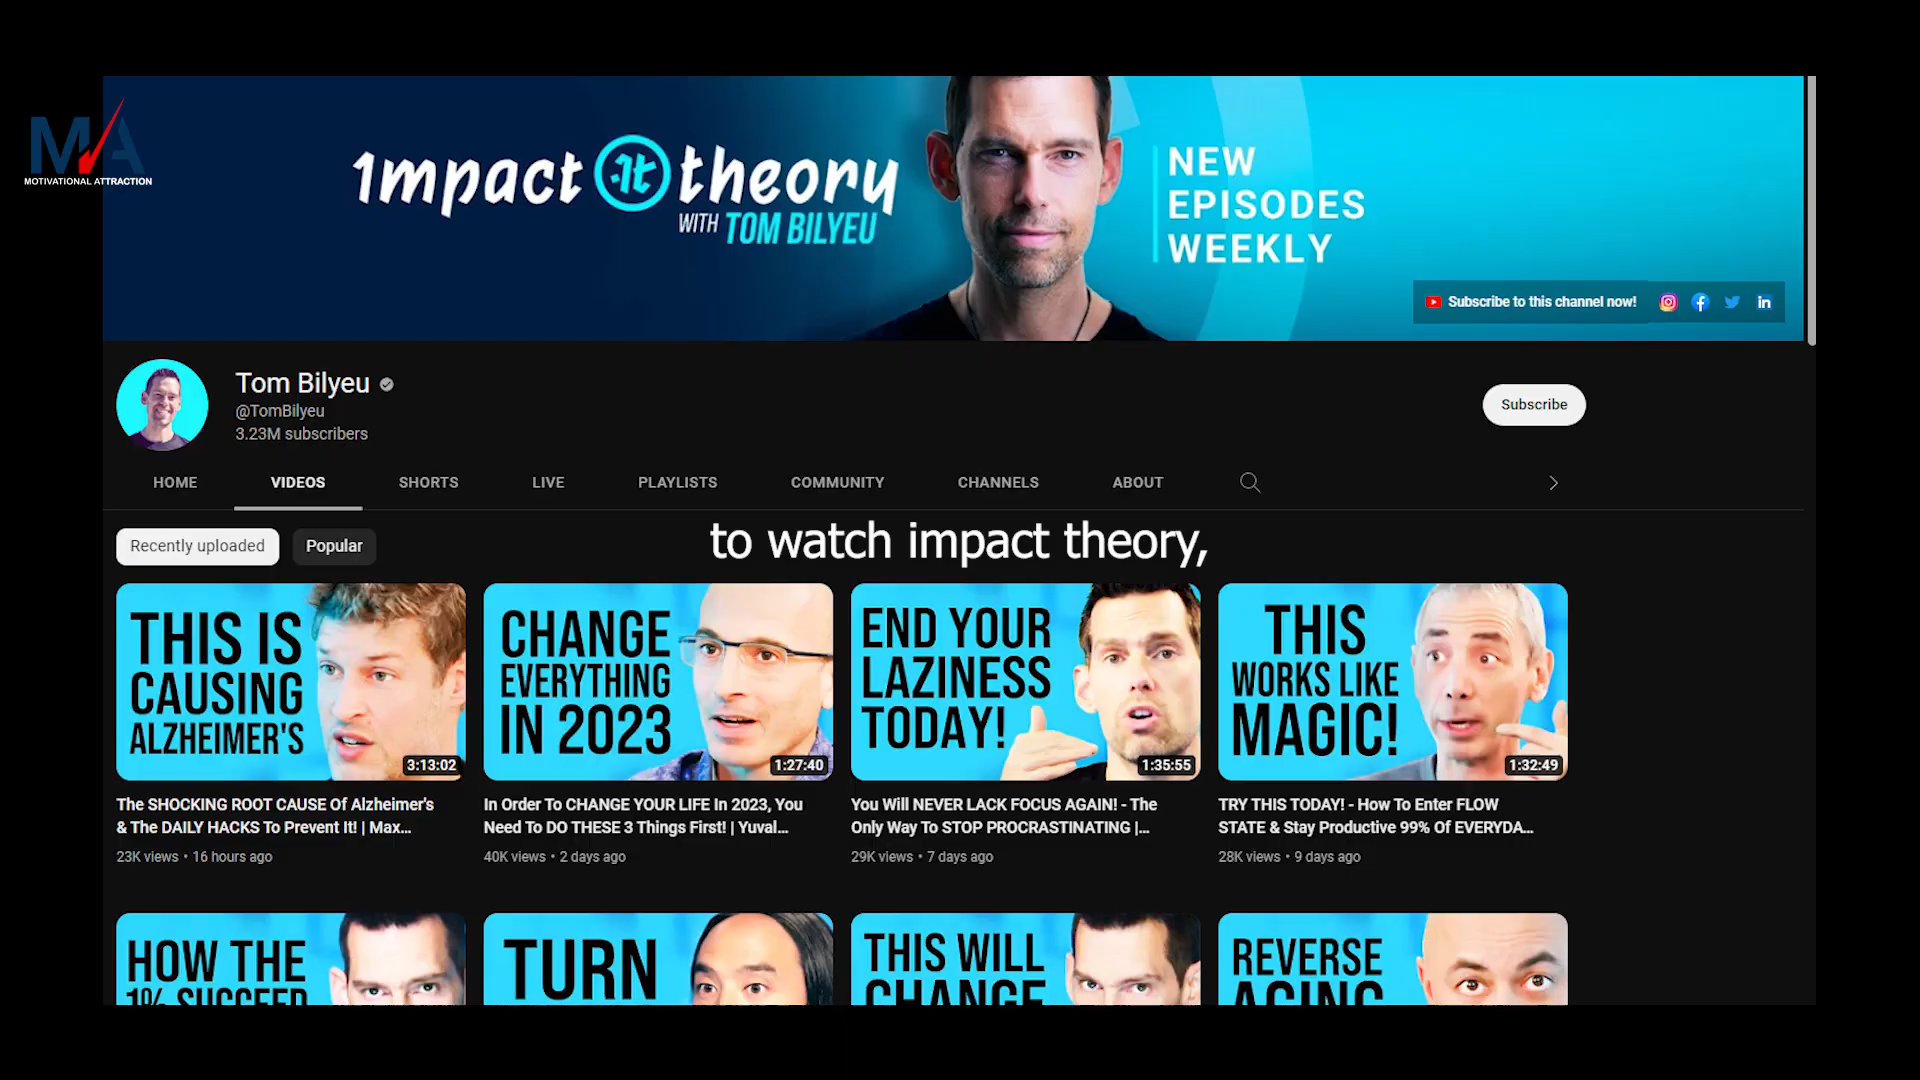 MA
MOTIVATIONAL ATTRACTION
1mpact 1t theory
WITH TOM BILYEU
NEW
EPISODES
WEEKLY
Subscribe to this channel now!
Tom Bilyeu
@TomBilyeu
3.23M subscribers
Subscribe
HOME VIDEOS SHORTS LIVE PLAYLISTS COMMUNITY CHANNELS ABOUT
Recently uploaded Popular
to watch impact theory,
THIS IS
CAUSING
ALZHEIMER'S
3:13:02
CHANGE
EVERYTHING
IN 2023
1:27:40
END YOUR
LAZINESS
TODAY!
1:35:55
THIS
WORKS LIKE
MAGIC!
1:32:49
The SHOCKING ROOT CAUSE Of Alzheimer's
& The DAILY HACKS To Prevent It! | Max...
23K views • 16 hours ago
In Order To CHANGE YOUR LIFE In 2023, You
Need To DO THESE 3 Things First! | Yuval...
40K views • 2 days ago
You Will NEVER LACK FOCUS AGAIN! - The
Only Way To STOP PROCRASTINATING |...
29K views • 7 days ago
TRY THIS TODAY! - How To Enter FLOW
STATE & Stay Productive 99% Of EVERYDA...
28K views • 9 days ago
HOW THE
1% SUCCEED
TURN
THIS WILL
CHANGE
REVERSE
AGING